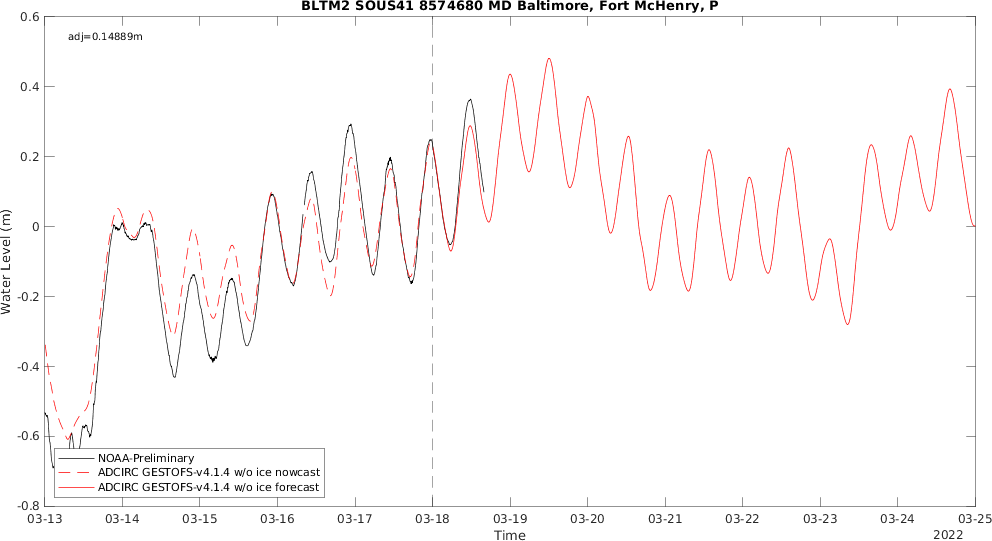 BLTM2 SOUS41 8574680 MD Baltimore, Fort McHenry, P
adj=0.14889m
0.6
0.4
0.2
0
-0.2
-0.4
-0.6
-0.8
Water Level (m)
NOAA-Preliminary
ADCIRC GESTOFS-v4.1.4 w/o ice nowcast
ADCIRC GESTOFS-v4.1.4 w/o ice forecast
03-13 03-14 03-15 03-16 03-17 03-18 03-19 03-20 03-21 03-22 03-23 03-24 03-25
Time
2022